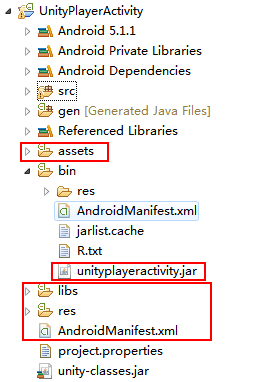 UnityPlayerActivity
Android 5.1.1
Android Private Libraries
Android Dependencies
src
gen [Generated Java Files]
Referenced Libraries
assets
bin
res
AndroidManifest.xml
jarlist.cache
R.txt
unityplayeractivity.jar
libs
res
AndroidManifest.xml
project.properties
unity-classes.jar